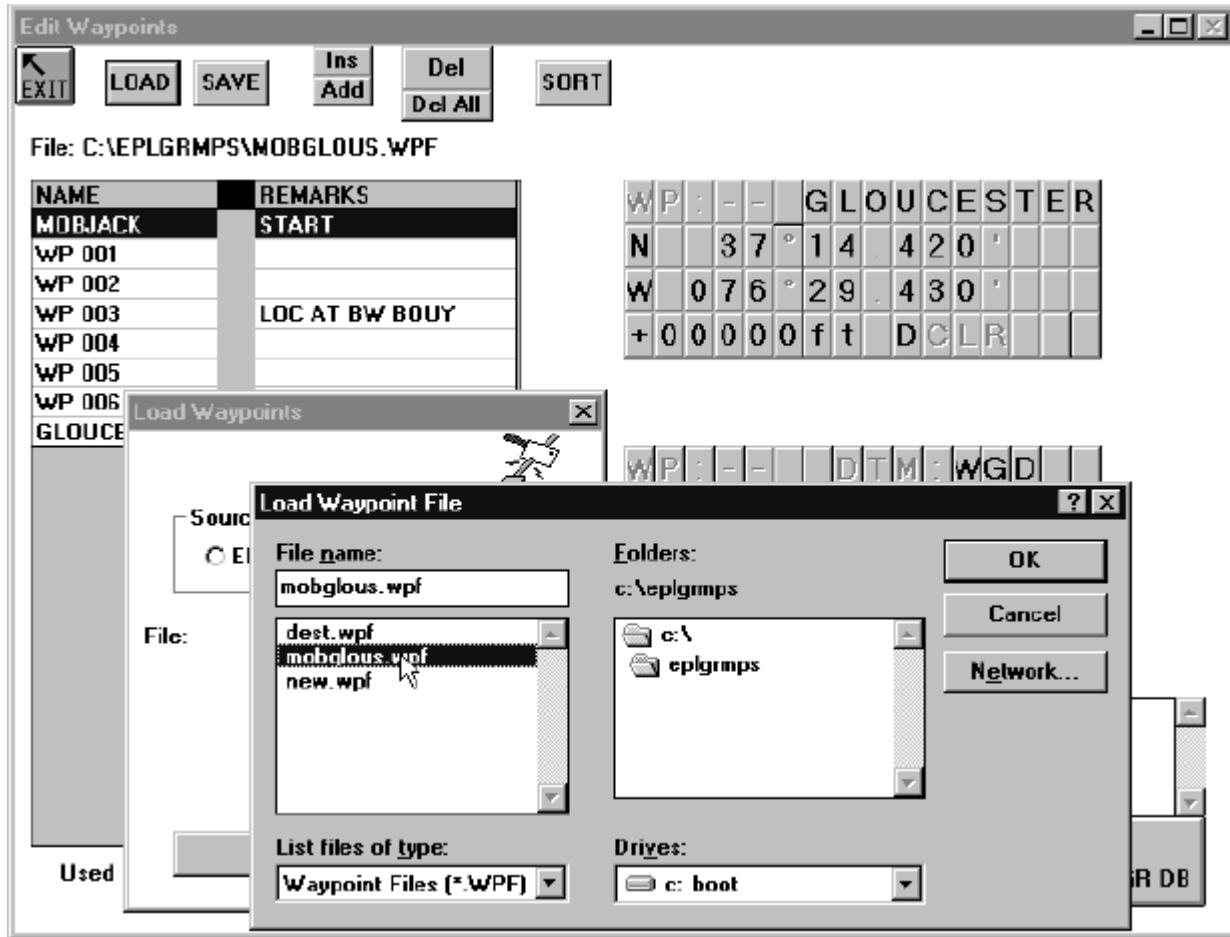 Edit Waypoints
EXIT LOAD SAVE Ins Add Del Del All SORT
File: C:\EPLGRMPS\MOBGLOUS.WPF
NAME REMARKS
MOBJACK START
WP 001
WP 002
WP 003 LOC AT BW BOUY
WP 004
WP 005
WP 006
GLOUCE
WP:-- _GLOUCESTER
N 37°14.420'
W 076°29.430'
+00000ft DCLR
WP:-- DTM:WGD
Load Waypoints
Sourc
El
File:
Load Waypoint File
File name:
mobglous.wpf
dest.wpf
mobglous.wpf
new.wpf
List files of type:
Waypoint Files (*.WPF)
Folders:
c:\eplgrmps
c:\
eplgrmps
Drives:
c: boot
OK
Cancel
Network...
Used
R DB